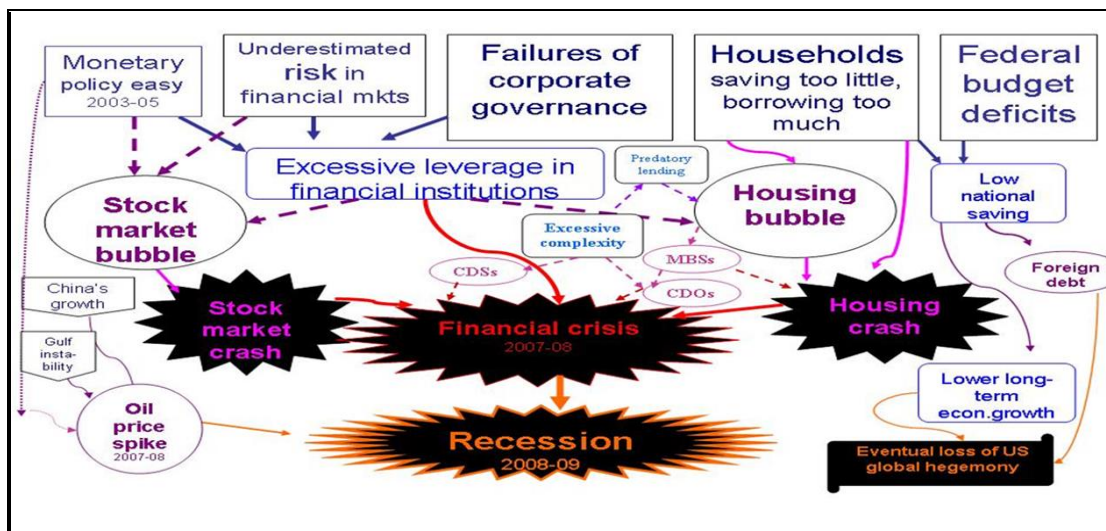 Monetary
policy easy
2003-05
Underestimated
risk in
financial mkts
Failures of
corporate
governance
Households
saving too little,
borrowing too
much
Federal
budget
deficits
Excessive leverage in
financial institutions
Predatory
lending
Low
national
saving
Stock
market
bubble
Housing
bubble
Excessive
complexity
CDSs
MBSs
CDOs
Foreign
debt
China's
growth
Stock
market
crash
Financial crisis
2007-08
Housing
crash
Gulf
insta-
bility
Oil
price
spike
2007-08
Lower long-
term
econ.growth
Recession
2008-09
Eventual loss of US
global hegemony